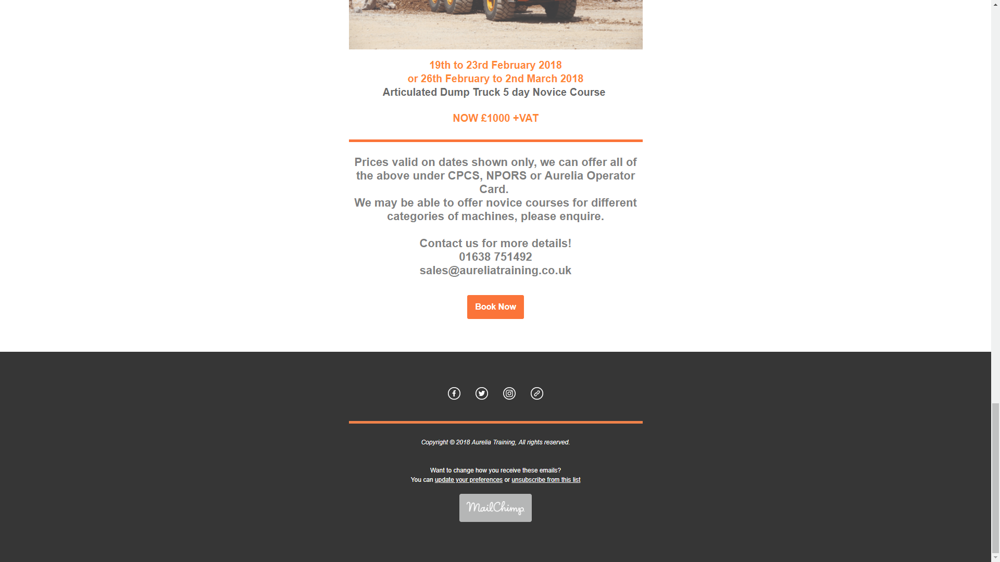 19th to 23rd February 2018
or 26th February to 2nd March 2018
Articulated Dump Truck 5 day Novice Course
NOW £1000 +VAT
Prices valid on dates shown only, we can offer all of
the above under CPCS, NPORS or Aurelia Operator
Card.
We may be able to offer novice courses for different
categories of machines, please enquire.
Contact us for more details!
01638 751492
sales@aureliatraining.co.uk
Book Now
Copyright © 2018 Aurelia Training, All rights reserved.
Want to change how you receive these emails?
You can update your preferences or unsubscribe from this list
MailChimp